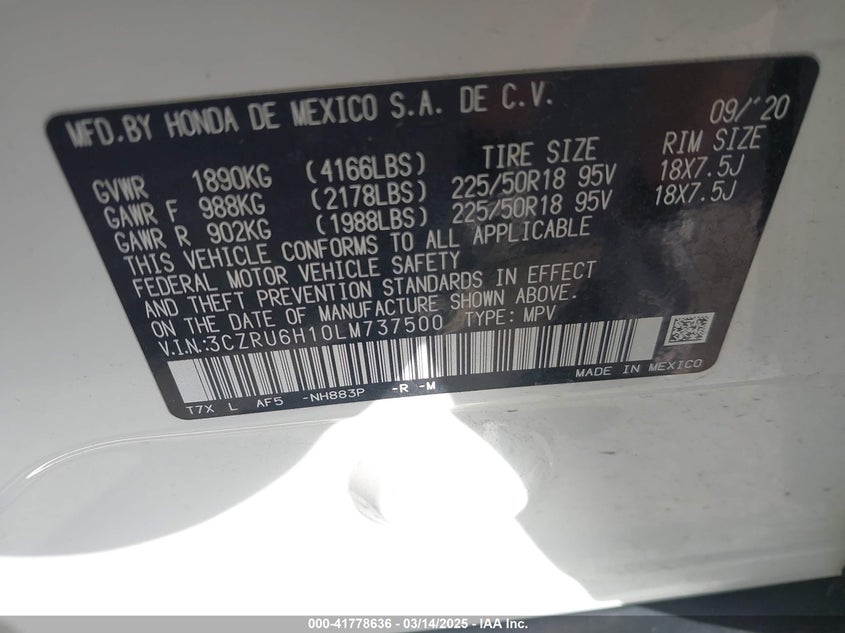 MFD.BY HONDA DE MEXICO S.A. DE C.V. 09/'20
TIRE SIZE RIM SIZE
GVWR 1890KG (4166LBS)
GAWR F 988KG (2178LBS) 225/50R18 95V 18X7.5J
GAWR R 902KG (1988LBS) 225/50R18 95V 18X7.5J
THIS VEHICLE CONFORMS TO ALL APPLICABLE
FEDERAL MOTOR VEHICLE SAFETY
AND THEFT PREVENTION STANDARDS IN EFFECT
ON THE DATE OF MANUFACTURE SHOWN ABOVE.
V.I.N:3CZRU6H10LM737500 TYPE: MPV
MADE IN MEXICO
T7X L AF5 -NH883P -R -M
000-41778636 - 03/14/2025 - IAA Inc.